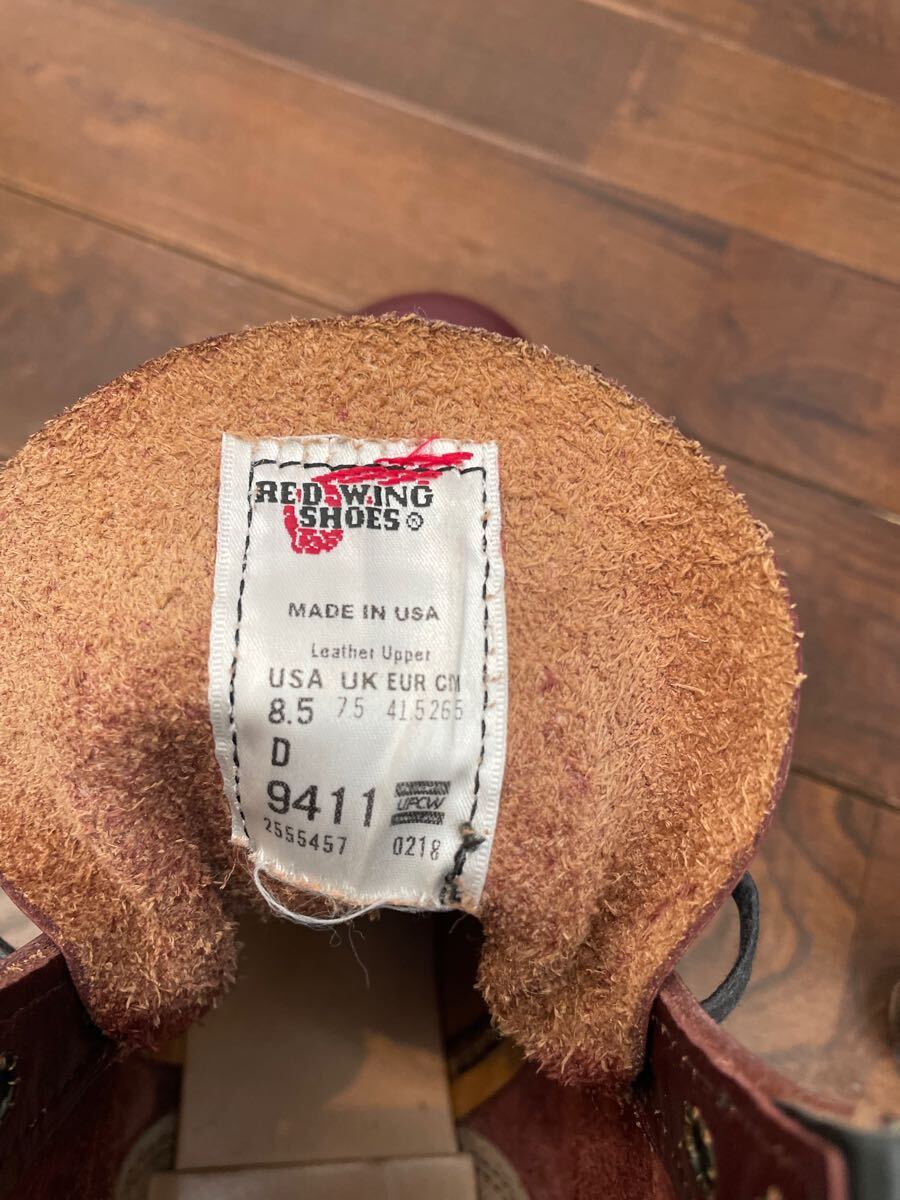 RED WING
SHOES®
MADE IN USA
Leather Upper
USA UK EUR CM
8.5 7.5 41.5 26.5
D
9411 UFCW
2555457 0218